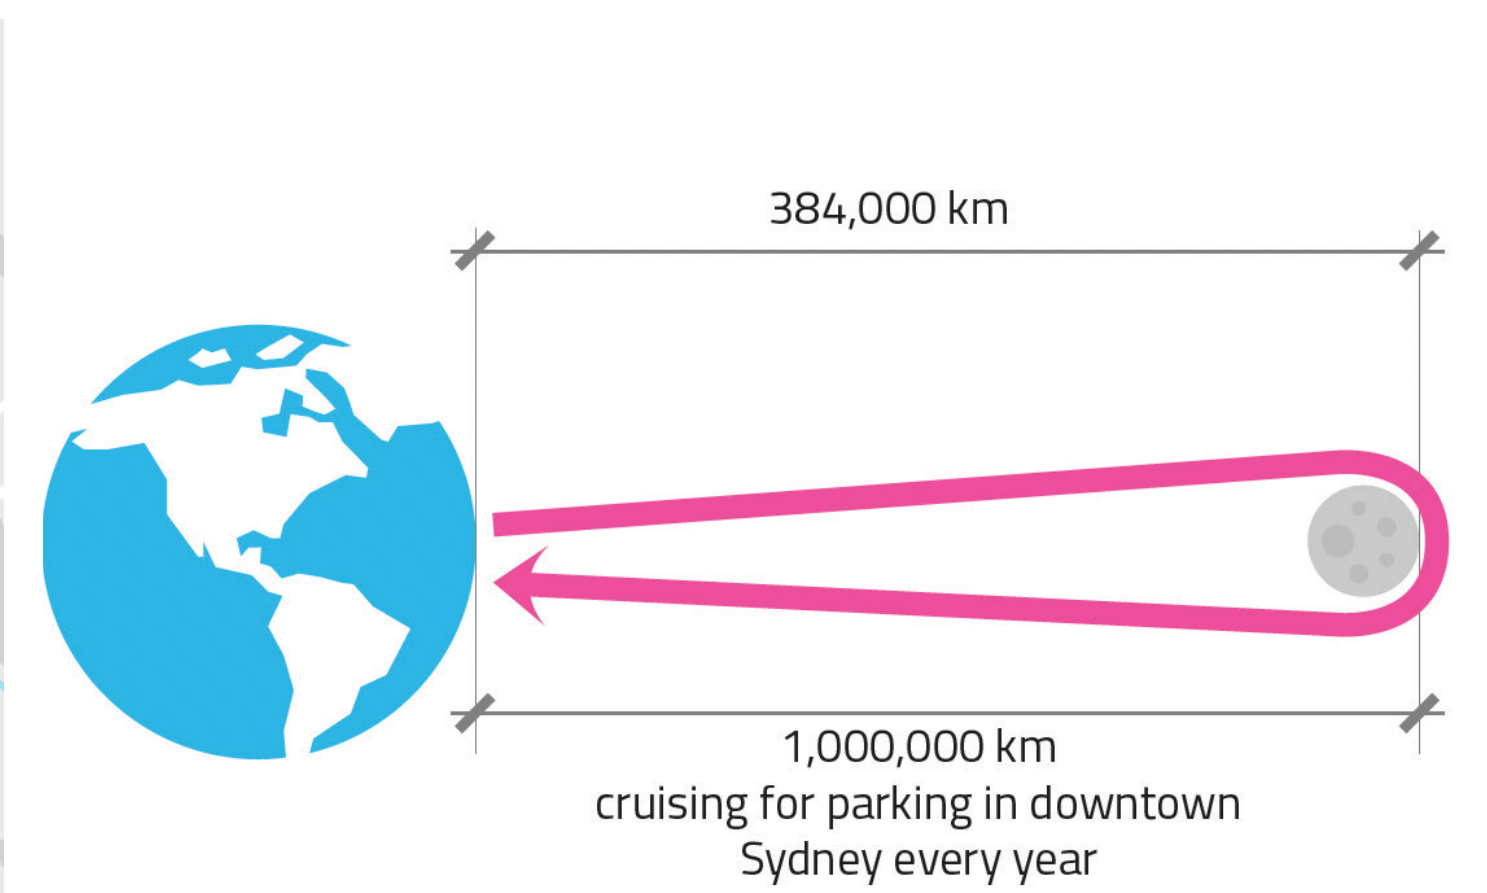 384,000 km
1,000,000 km
cruising for parking in downtown
Sydney every year